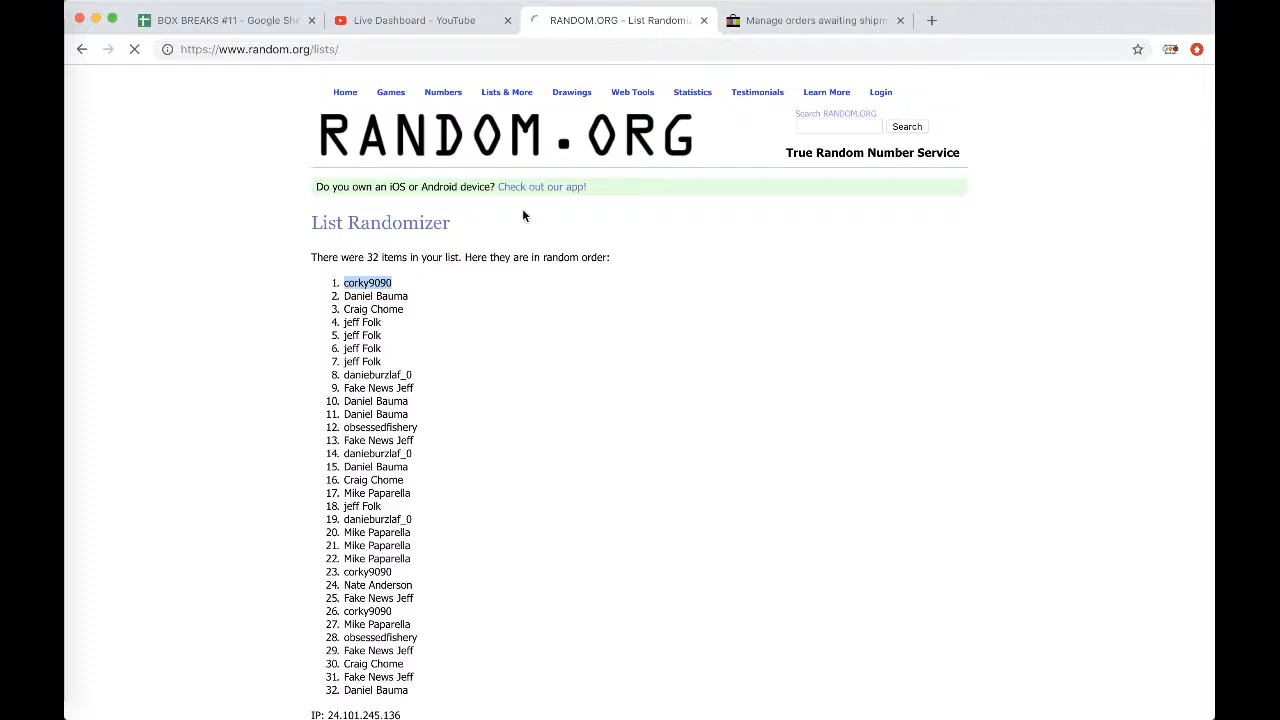 BOX BREAKS #11 - Google She
Live Dashboard - YouTube
RANDOM.ORG - List Randomiz
Manage orders awaiting shipm
https://www.random.org/lists/
Home Games Numbers Lists & More Drawings Web Tools Statistics Testimonials Learn More Login
RANDOM.ORG
Search RANDOM.ORG
Search
True Random Number Service
Do you own an iOS or Android device? Check out our app!
List Randomizer
There were 32 items in your list. Here they are in random order:
1. corky9090
2. Daniel Bauma
3. Craig Chome
4. jeff Folk
5. jeff Folk
6. jeff Folk
7. jeff Folk
8. danieburzlaf_0
9. Fake News Jeff
10. Daniel Bauma
11. Daniel Bauma
12. obsessedfishery
13. Fake News Jeff
14. danieburzlaf_0
15. Daniel Bauma
16. Craig Chome
17. Mike Paparella
18. jeff Folk
19. danieburzlaf_0
20. Mike Paparella
21. Mike Paparella
22. Mike Paparella
23. corky9090
24. Nate Anderson
25. Fake News Jeff
26. corky9090
27. Mike Paparella
28. obsessedfishery
29. Fake News Jeff
30. Craig Chome
31. Fake News Jeff
32. Daniel Bauma
IP: 24.101.245.136